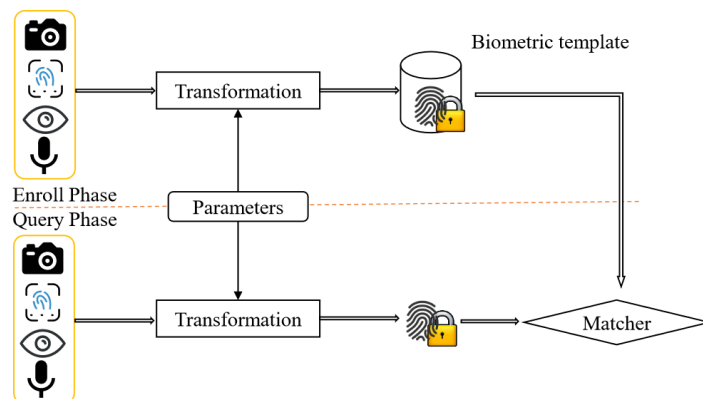 Biometric template
Transformation
Enroll Phase
Parameters
Query Phase
Transformation
Matcher